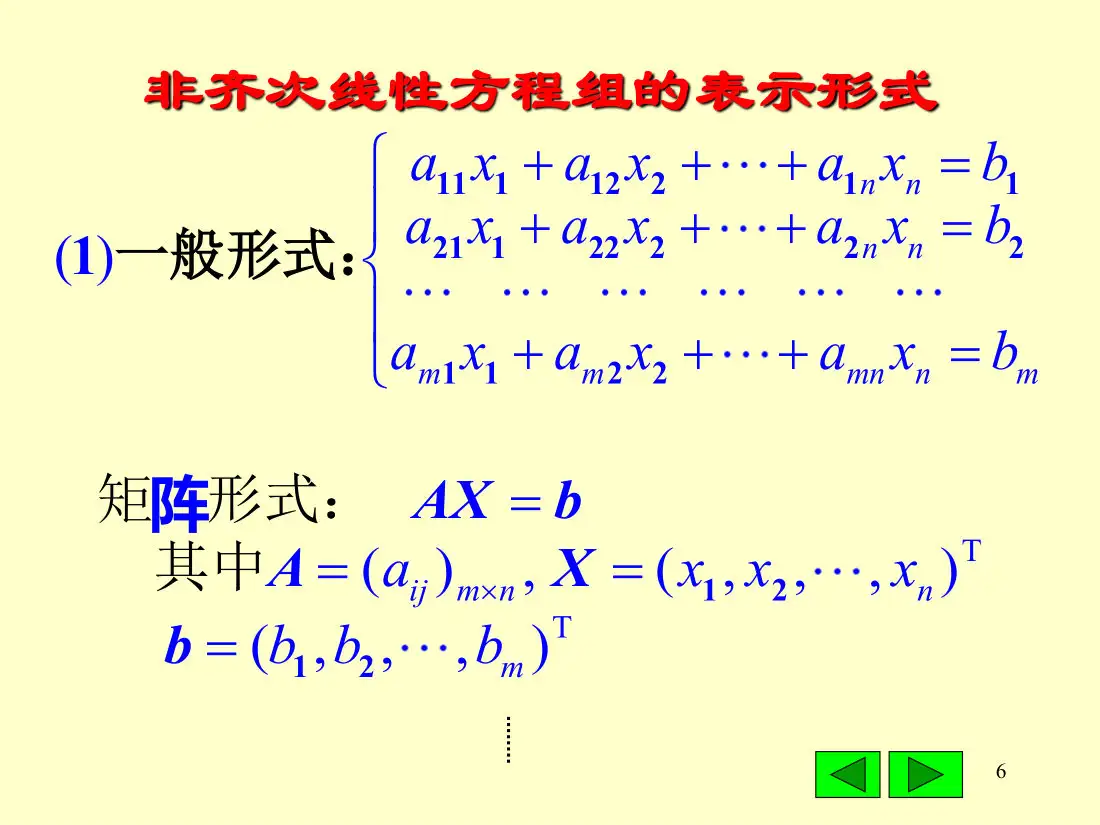 非齐次线性方程组的表示形式
a₁₁x₁ + a₁₂x₂ + ⋯ + a₁ₙxₙ = b₁
a₂₁x₁ + a₂₂x₂ + ⋯ + a₂ₙxₙ = b₂
(1)一般形式：
⋯ ⋯ ⋯ ⋯ ⋯ ⋯
aₘ₁x₁ + aₘ₂x₂ + ⋯ + aₘₙxₙ = bₘ
矩阵形式： AX = b
其中A = (aᵢⱼ)ₘ×ₙ , X = (x₁, x₂, ⋯, xₙ)ᵀ
b = (b₁, b₂, ⋯, bₘ)ᵀ
6